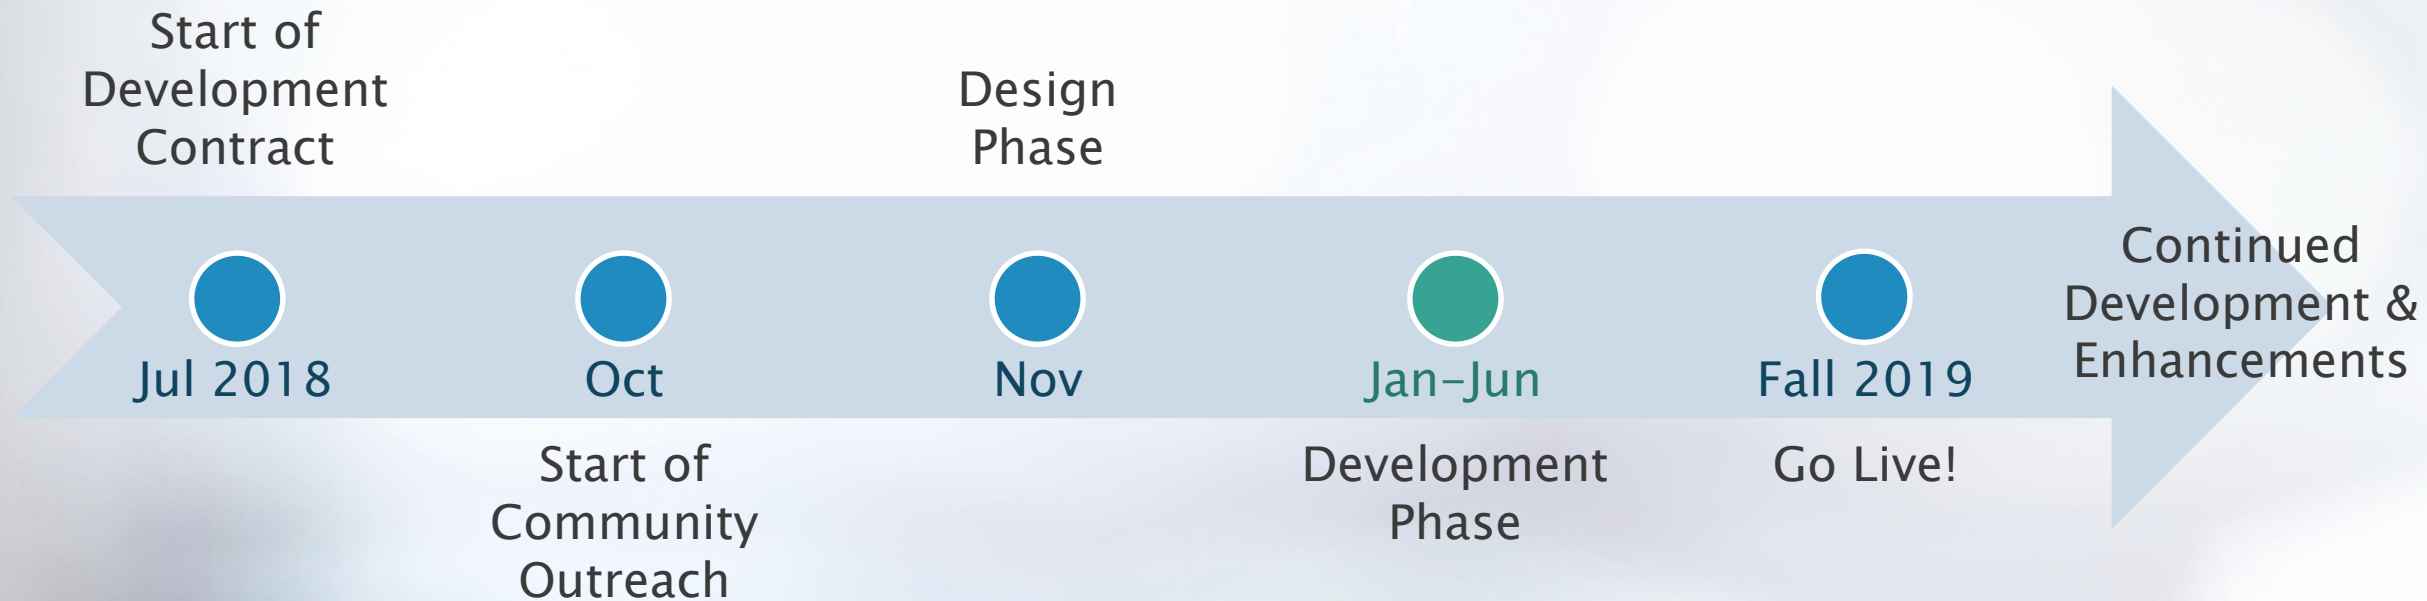 Start of
Development
Contract
Design
Phase
Jul 2018
Oct
Nov
Jan–Jun
Fall 2019
Continued
Development &
Enhancements
Start of
Community
Outreach
Development
Phase
Go Live!